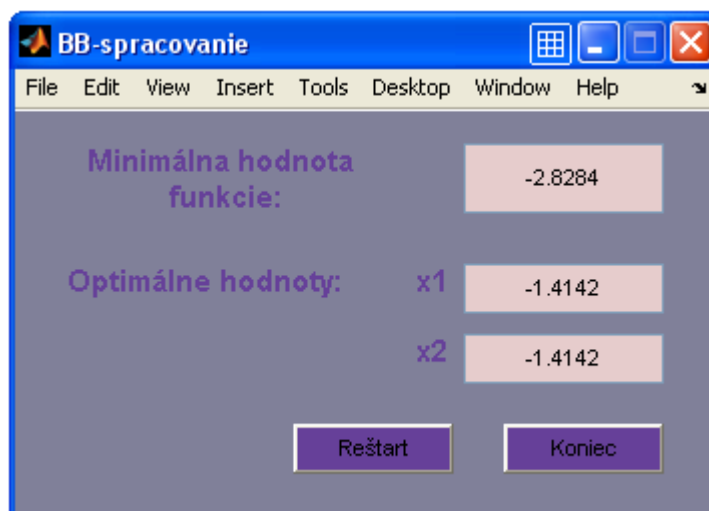 BB-spracovanie
File Edit View Insert Tools Desktop Window Help
Minimálna hodnota
funkcie:
-2.8284
Optimálne hodnoty: x1 -1.4142
x2 -1.4142
Reštart Koniec